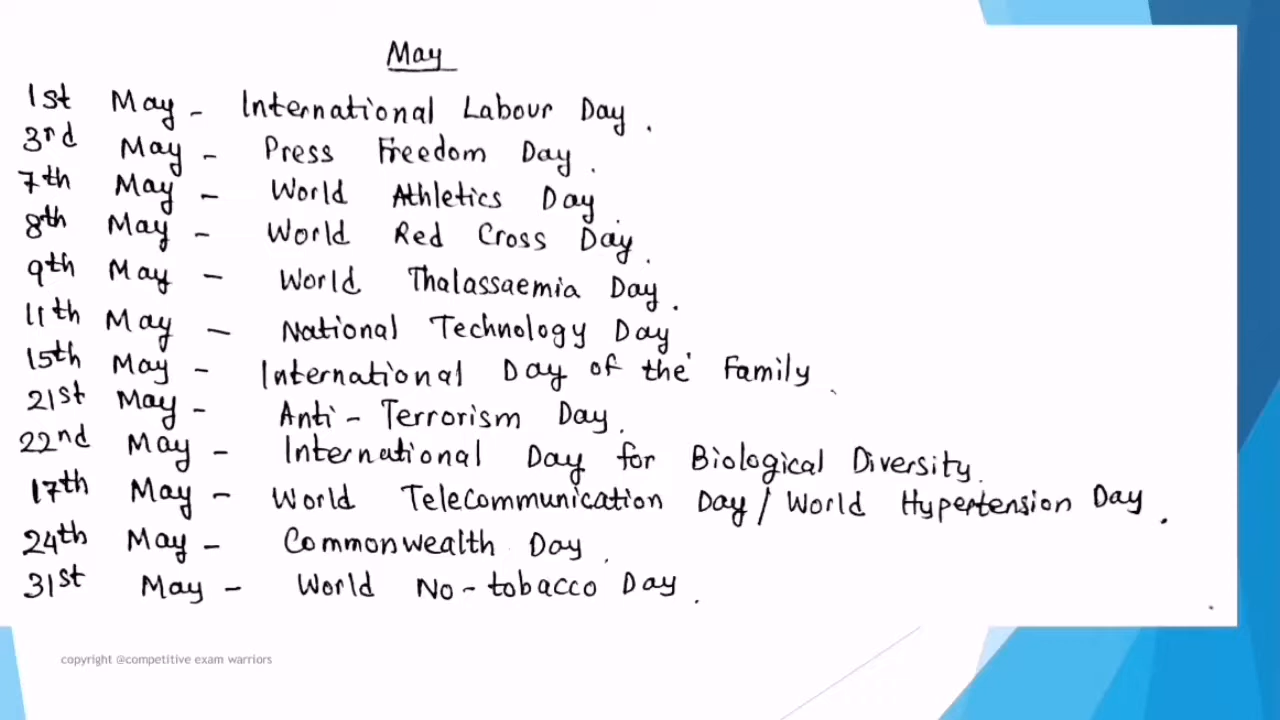 May
1st May - International Labour Day.
3rd May - Press Freedom Day.
7th May - World Athletics Day.
8th May - World Red Cross Day.
9th May - World Thalassaemia Day.
11th May - National Technology Day.
15th May - International Day of the Family.
21st May - Anti-Terrorism Day.
22nd May - International Day for Biological Diversity.
17th May - World Telecommunication Day / World Hypertension Day.
24th May - Commonwealth Day.
31st May - World No-tobacco Day.
copyright @competitive exam warriors